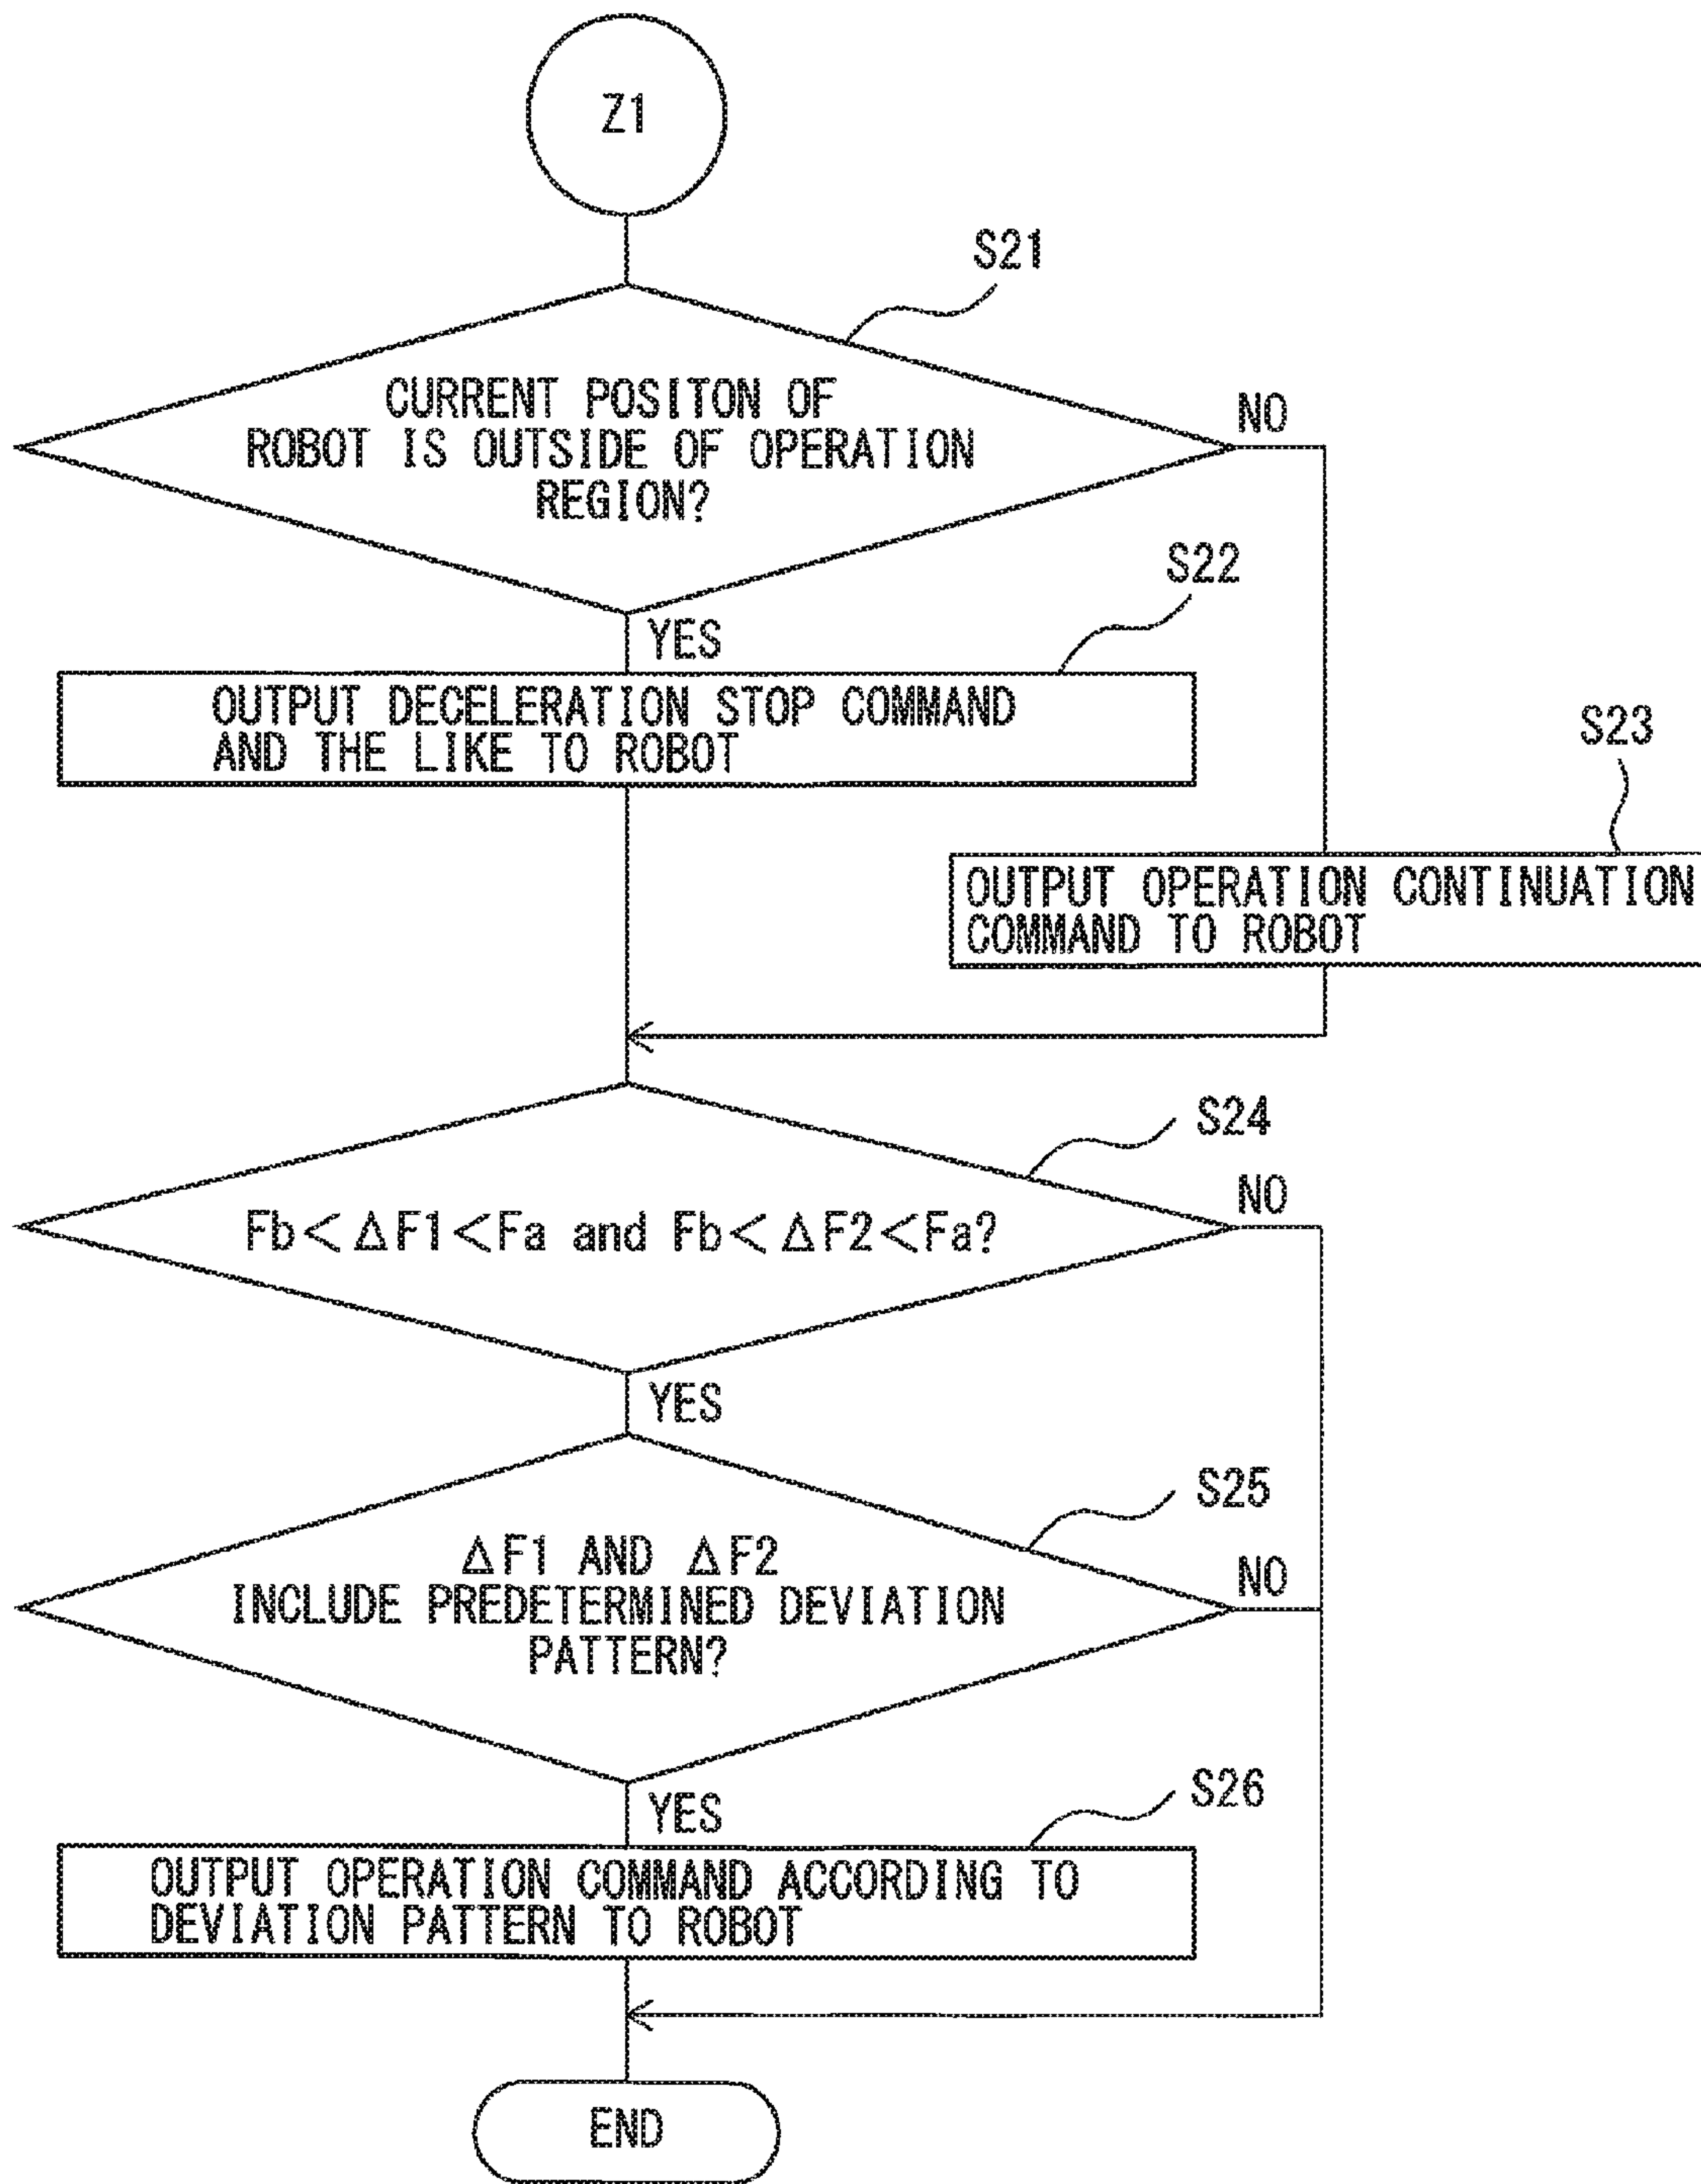 Z1
S21
CURRENT POSITON OF
ROBOT IS OUTSIDE OF OPERATION
REGION?
NO
S22
YES
OUTPUT DECELERATION STOP COMMAND
AND THE LIKE TO ROBOT
S23
OUTPUT OPERATION CONTINUATION
COMMAND TO ROBOT
S24
NO
Fb<ΔF1<Fa and Fb<ΔF2<Fa?
YES
S25
ΔF1 AND ΔF2
INCLUDE PREDETERMINED DEVIATION
PATTERN?
NO
YES
S26
OUTPUT OPERATION COMMAND ACCORDING TO
DEVIATION PATTERN TO ROBOT
END